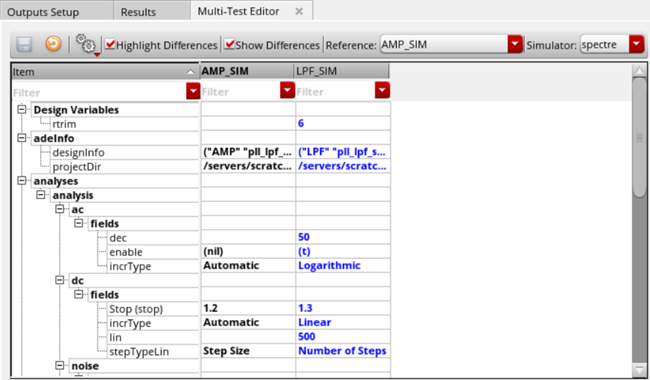 Outputs Setup Results Multi-Test Editor
Highlight Differences Show Differences Reference: AMP_SIM Simulator: spectre
Item AMP_SIM LPF_SIM
Filter Filter Filter
Design Variables
rtrim 6
adeInfo
designInfo ("AMP" "pll_lpf_... ("LPF" "pll_lpf_s...
projectDir /servers/scratc... /servers/scratc...
analyses
analysis
ac
fields
dec 50
enable (nil) (t)
incrType Automatic Logarithmic
dc
fields
Stop (stop) 1.2 1.3
incrType Automatic Linear
lin 500
stepTypeLin Step Size Number of Steps
noise